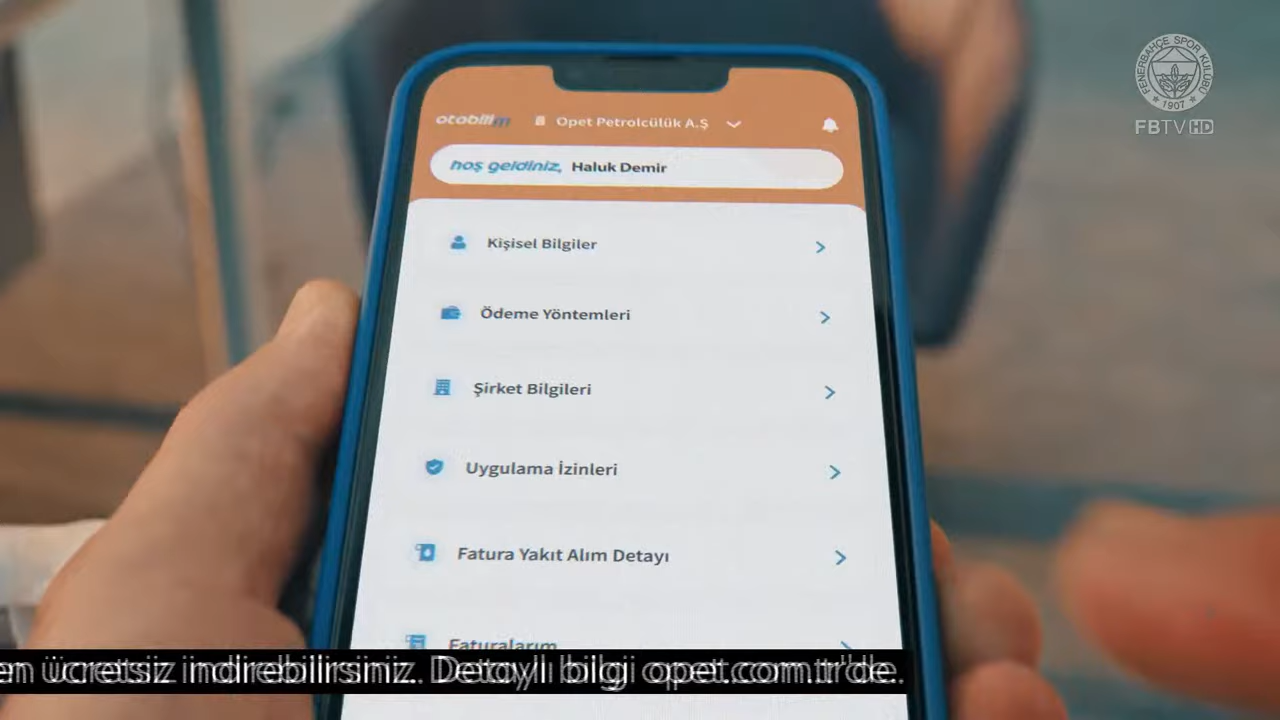 FENERBAHÇE SPOR KULÜBÜ
1907
FBTV HD
otobilim Opet Petrolcülük A.Ş
hoş geldiniz, Haluk Demir
Kişisel Bilgiler
Ödeme Yöntemleri
Şirket Bilgileri
Uygulama İzinleri
Fatura Yakıt Alım Detayı
Faturalarım
en ücretsiz indirebilirsiniz. Detaylı bilgi opet.com.tr'de.